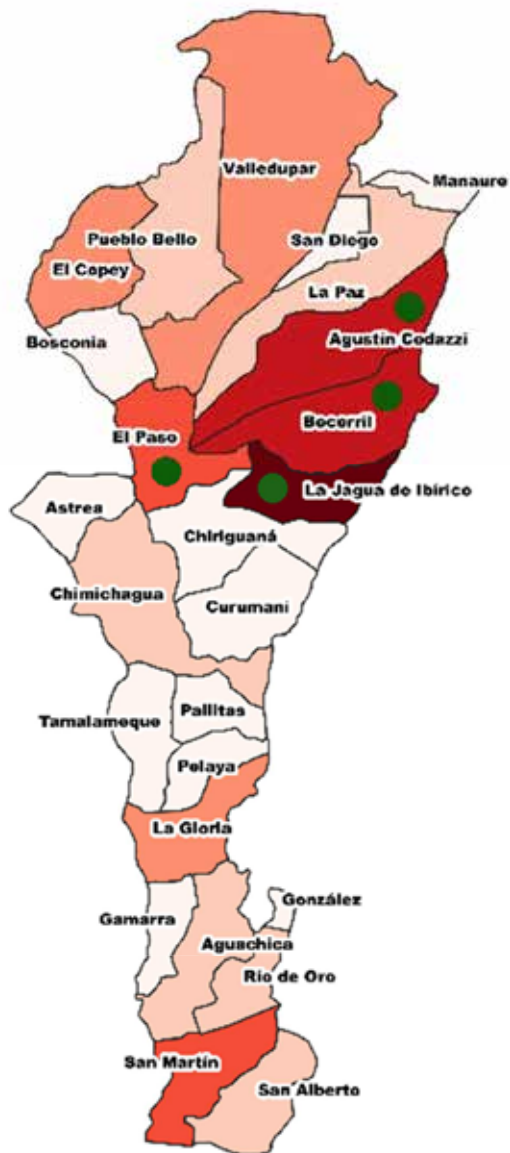 Valledupar
Manaure
Pueblo Bello
San Diego
El Copey
La Paz
Bosconia
Agustín Codazzi
Becerril
El Paso
La Jagua de Ibirico
Astrea
Chiriguaná
Chimichagua
Curumaní
Pailitas
Tamalameque
Pelaya
La Gloria
González
Gamarra
Aguachica
Río de Oro
San Martín
San Alberto